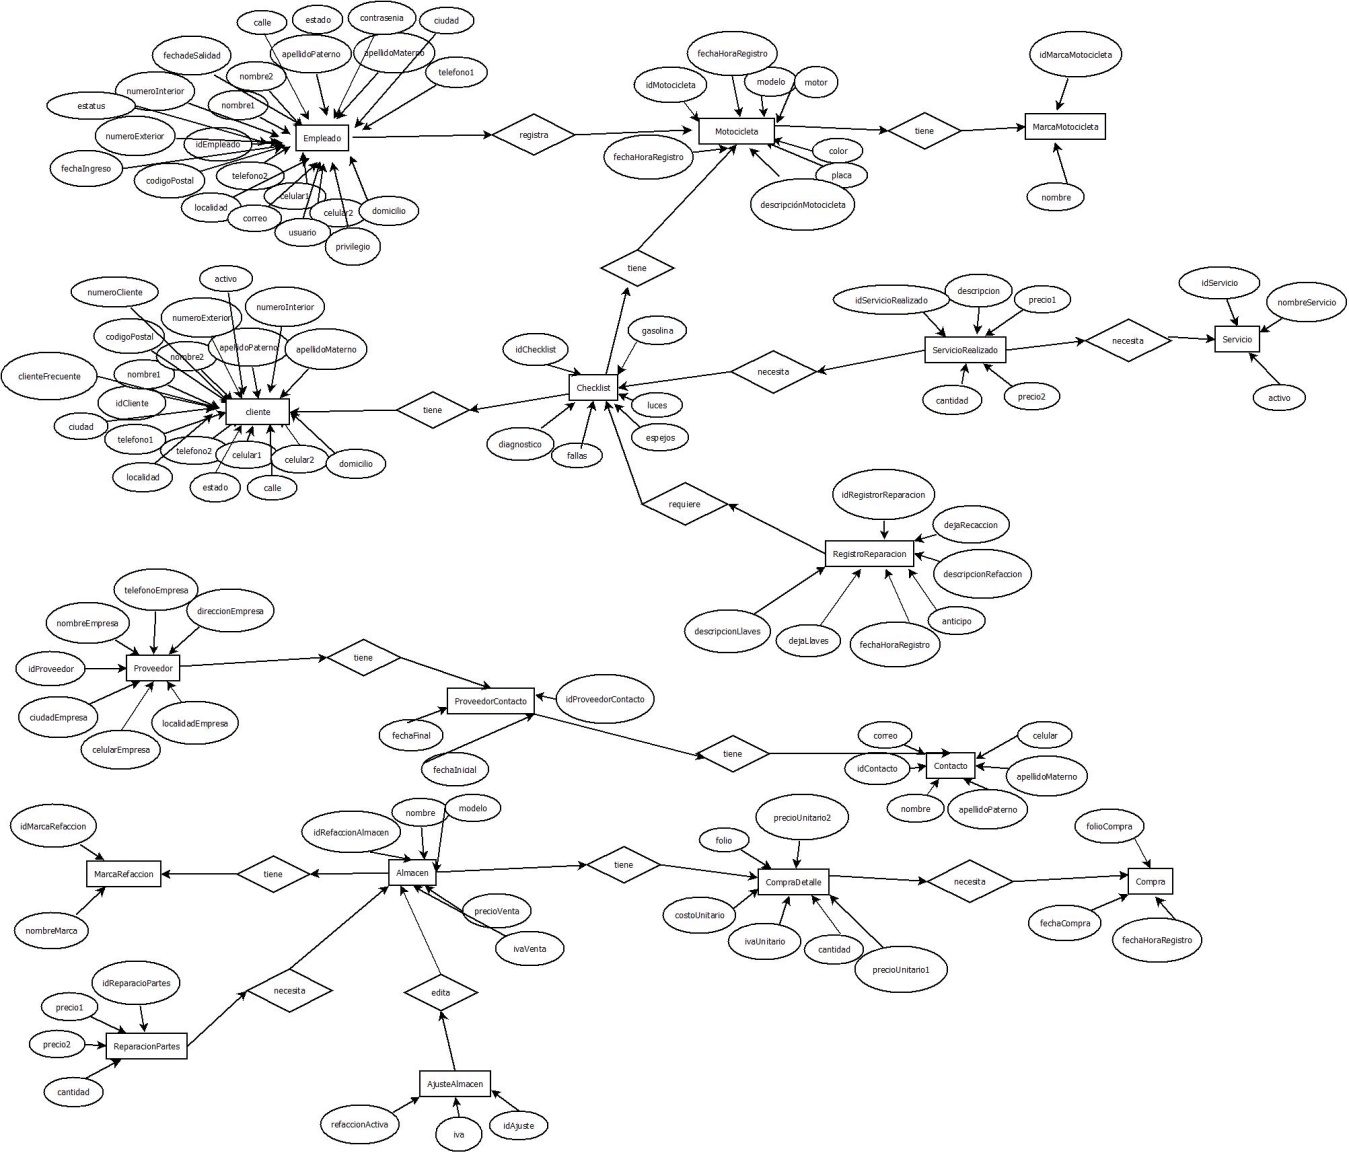 calle
estado
contrasenia
ciudad
fechadeSalidad
apellidoPaterno
apellidoMaterno
nombre2
telefono1
numeroInterior
estatus
nombre1
numeroExterior
idEmpleado
Empleado
fechaIngreso
codigoPostal
telefono2
localidad
celular1
correo
celular2
domicilio
usuario
privilegio
registra
fechaHoraRegistro
idMotocicleta
modelo
motor
Motocicleta
fechaHoraRegistro
color
placa
descripciónMotocicleta
tiene
idMarcaMotocicleta
MarcaMotocicleta
nombre
tiene
activo
numeroCliente
numeroExterior
numeroInterior
codigoPostal
nombre2
apellidoPaterno
apellidoMaterno
clienteFrecuente
nombre1
idCliente
cliente
ciudad
telefono1
telefono2
celular1
celular2
domicilio
localidad
estado
calle
tiene
idChecklist
gasolina
Checklist
luces
espejos
diagnostico
fallas
necesita
idServicioRealizado
descripcion
precio1
ServicioRealizado
cantidad
precio2
necesita
idServicio
nombreServicio
Servicio
activo
requiere
idRegistrorReparacion
dejaRecaccion
RegistroReparacion
descripcionRefaccion
anticipo
descripcionLlaves
dejaLlaves
fechaHoraRegistro
telefonoEmpresa
nombreEmpresa
direccionEmpresa
idProveedor
Proveedor
ciudadEmpresa
localidadEmpresa
celularEmpresa
tiene
ProveedorContacto
idProveedorContacto
fechaFinal
fechaInicial
tiene
correo
celular
idContacto
Contacto
apellidoMaterno
nombre
apellidoPaterno
idMarcaRefaccion
MarcaRefaccion
nombreMarca
tiene
idRefaccionAlmacen
nombre
modelo
Almacen
precioVenta
ivaVenta
tiene
folio
precioUnitario2
CompraDetalle
costoUnitario
ivaUnitario
cantidad
precioUnitario1
necesita
folioCompra
Compra
fechaCompra
fechaHoraRegistro
idReparacioPartes
precio1
precio2
ReparacionPartes
cantidad
necesita
edita
AjusteAlmacen
refaccionActiva
iva
idAjuste